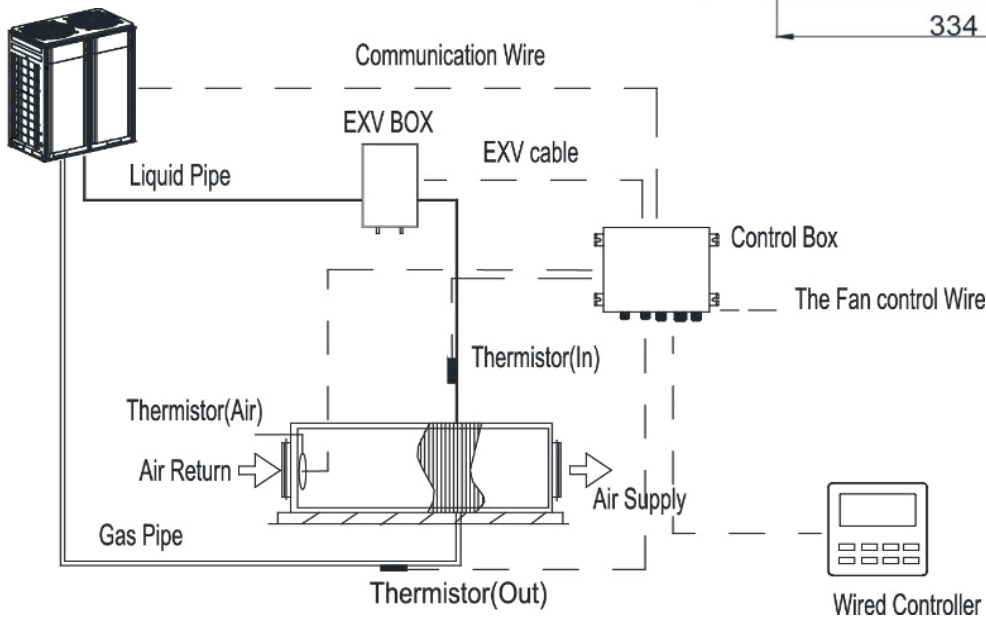 334
Communication Wire
EXV BOX
EXV cable
Liquid Pipe
Control Box
The Fan control Wire
Thermistor(In)
Thermistor(Air)
Air Return
Air Supply
Gas Pipe
Thermistor(Out)
Wired Controller